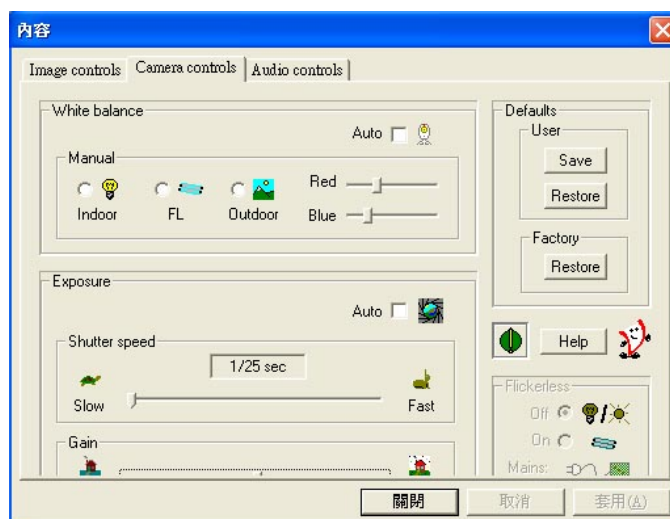 內容
Image controls
Camera controls
Audio controls
White balance
Auto
Manual
Indoor
FL
Outdoor
Red
Blue
Exposure
Auto
Shutter speed
1/25 sec
Slow
Fast
Gain
Defaults
User
Save
Restore
Factory
Restore
Help
Flickerless
Off
On
Mains:
關閉
取消
套用(A)